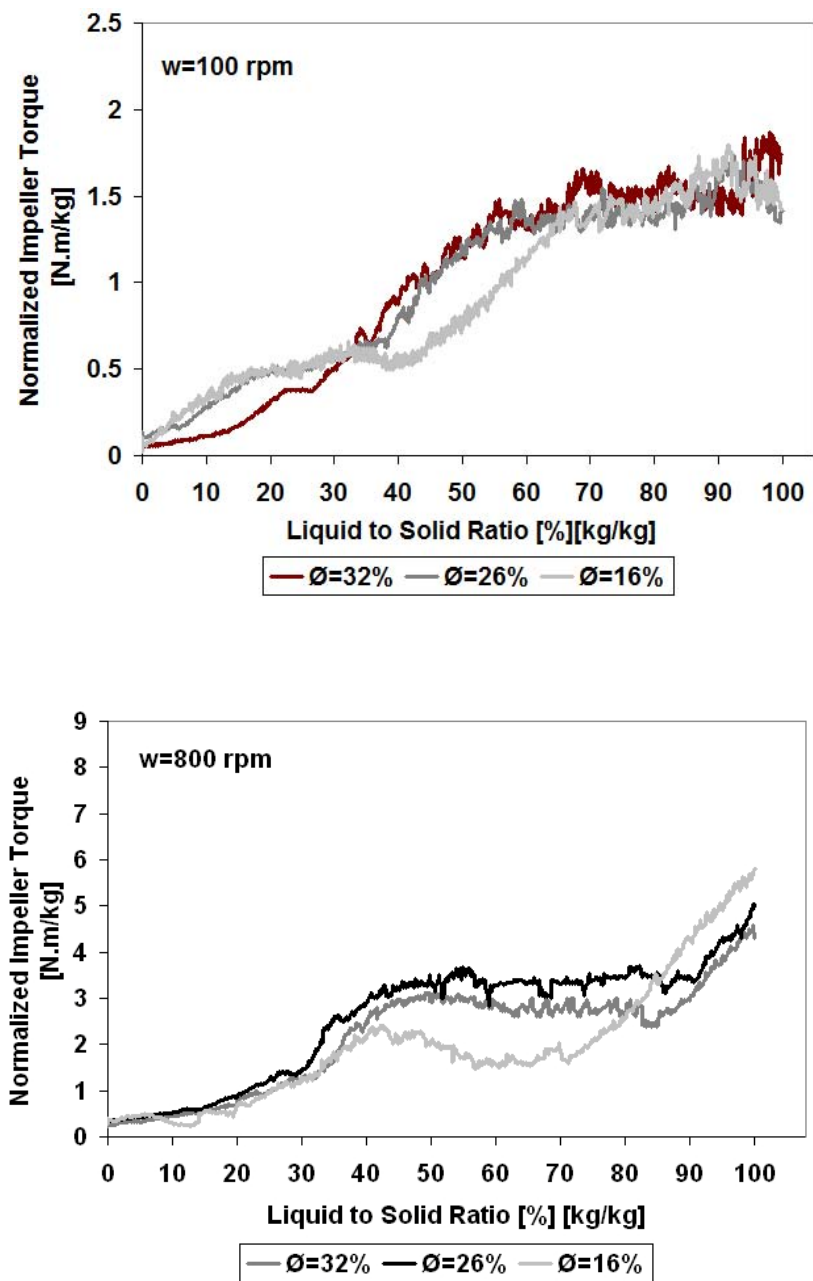 2.5
w=100 rpm
2
1.5
1
0.5
0
Normalized Impeller Torque
[N.m/kg]
0 10 20 30 40 50 60 70 80 90 100
Liquid to Solid Ratio [%][kg/kg]
Ø=32% Ø=26% Ø=16%
9
w=800 rpm
8
7
6
5
4
3
2
1
0
Normalized Impeller Torque
[N.m/kg]
0 10 20 30 40 50 60 70 80 90 100
Liquid to Solid Ratio [%] [kg/kg]
Ø=32% Ø=26% Ø=16%